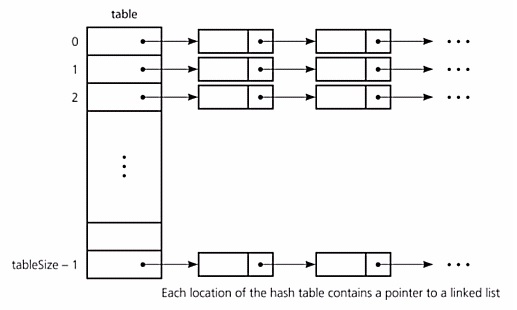 table
0
1
2
tableSize – 1
Each location of the hash table contains a pointer to a linked list